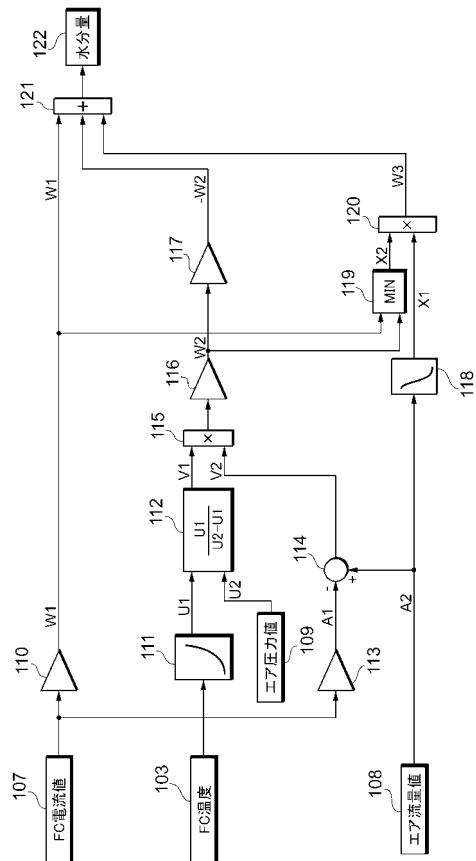 107
FC電流値
110
W1
W1
121
+
122
水分量
103
FC温度
111
U1
109
エア圧力値
U2
112
U1
U2-U1
V1
V2
115
×
116
W2
117
-W2
113
A1
114
-
+
108
エア流量値
A2
118
X1
119
MIN
X2
120
×
W3